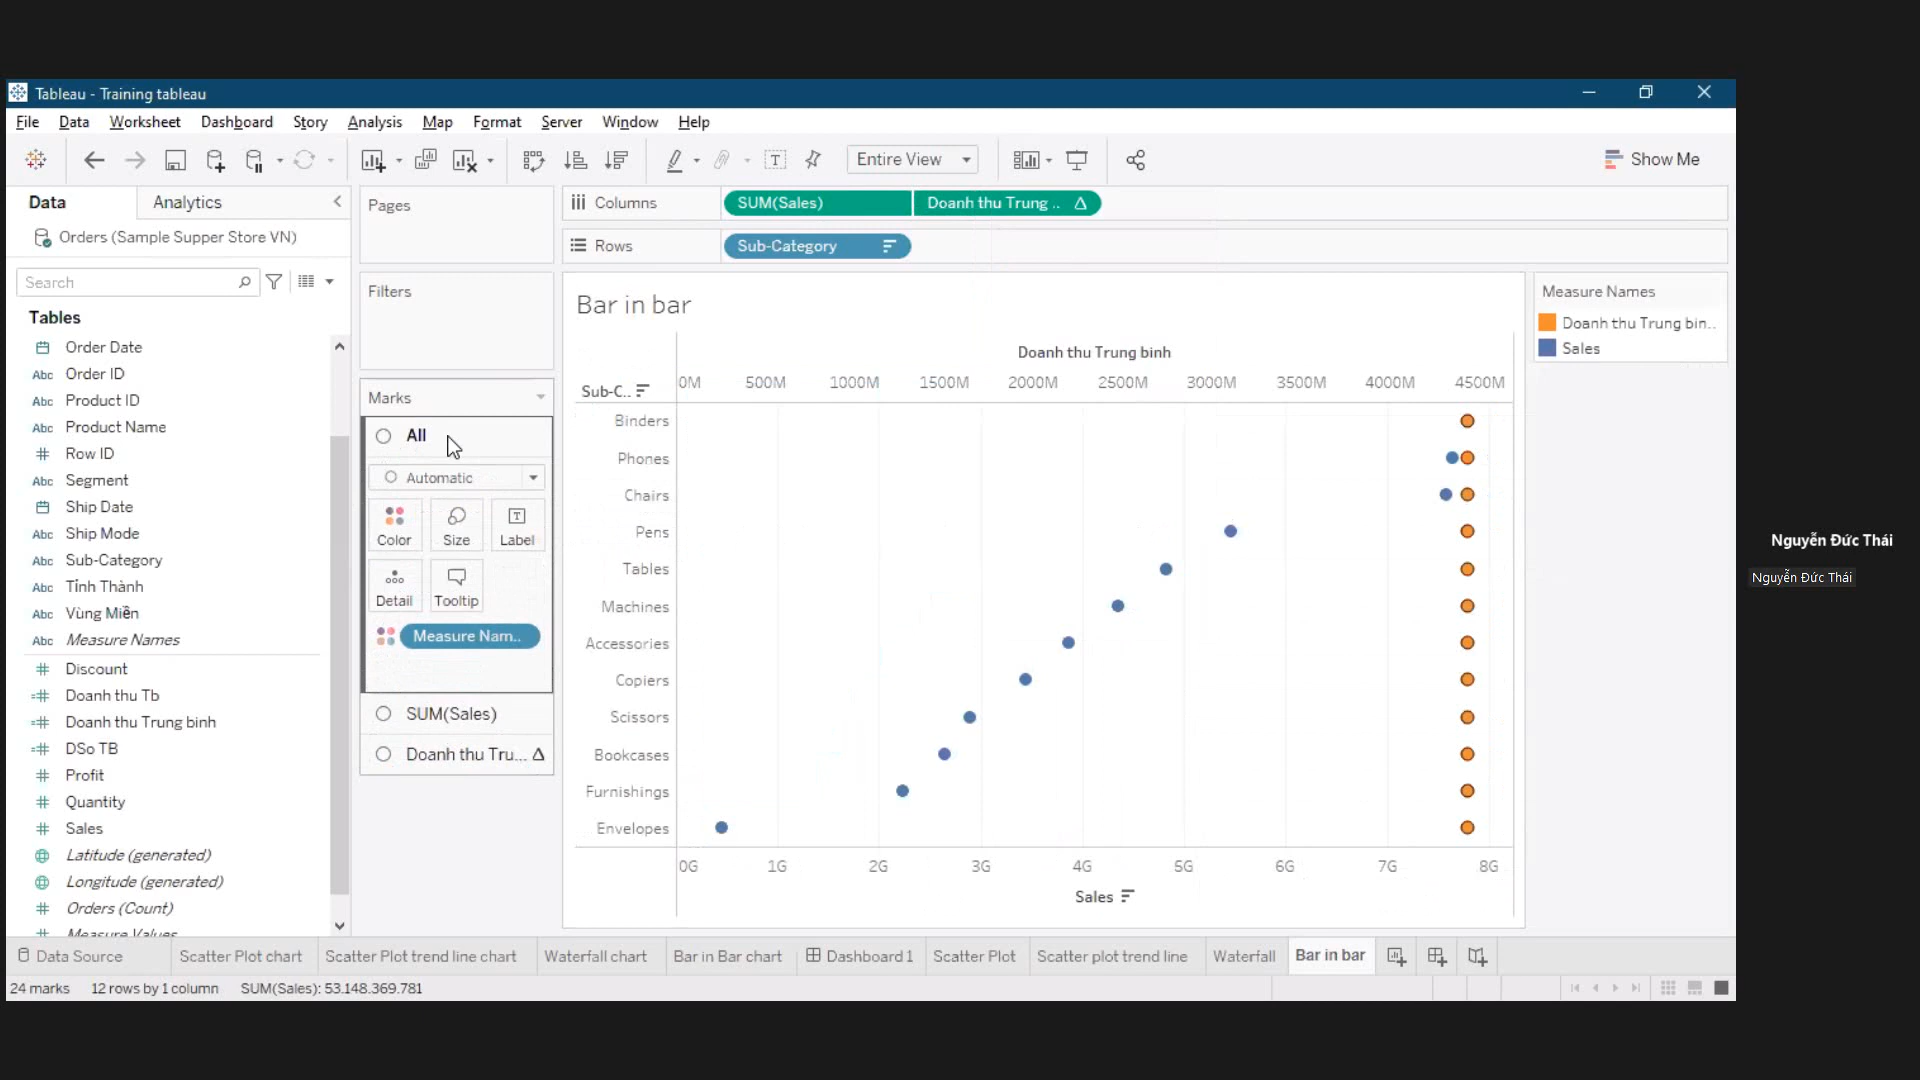 Tableau - Training tableau
File Data Worksheet Dashboard Story Analysis Map Format Server Window Help
Entire View
Show Me
Data
Analytics
Orders (Sample Supper Store VN)
Search
Tables
Order Date
Abc Order ID
Abc Product ID
Abc Product Name
Row ID
Abc Segment
Ship Date
Abc Ship Mode
Abc Sub-Category
Abc Tỉnh Thành
Abc Vùng Miền
Abc Measure Names
Discount
Doanh thu Tb
Doanh thu Trung binh
DSo TB
Profit
Quantity
Sales
Latitude (generated)
Longitude (generated)
Orders (Count)
Measure Values
Pages
Filters
Marks
All
Automatic
Color Size Label
Detail Tooltip
Measure Nam..
SUM(Sales)
Doanh thu Tru... Δ
Columns SUM(Sales) Doanh thu Trung .. Δ
Rows Sub-Category
Bar in bar
Doanh thu Trung binh
Sub-C..
0M 500M 1000M 1500M 2000M 2500M 3000M 3500M 4000M 4500M
Binders
Phones
Chairs
Pens
Tables
Machines
Accessories
Copiers
Scissors
Bookcases
Furnishings
Envelopes
0G 1G 2G 3G 4G 5G 6G 7G 8G
Sales
Measure Names
Doanh thu Trung bin..
Sales
Data Source Scatter Plot chart Scatter Plot trend line chart Waterfall chart Bar in Bar chart Dashboard 1 Scatter Plot Scatter plot trend line Waterfall Bar in bar
24 marks 12 rows by 1 column SUM(Sales): 53.148.369.781
Nguyễn Đức Thái
Nguyễn Đức Thái